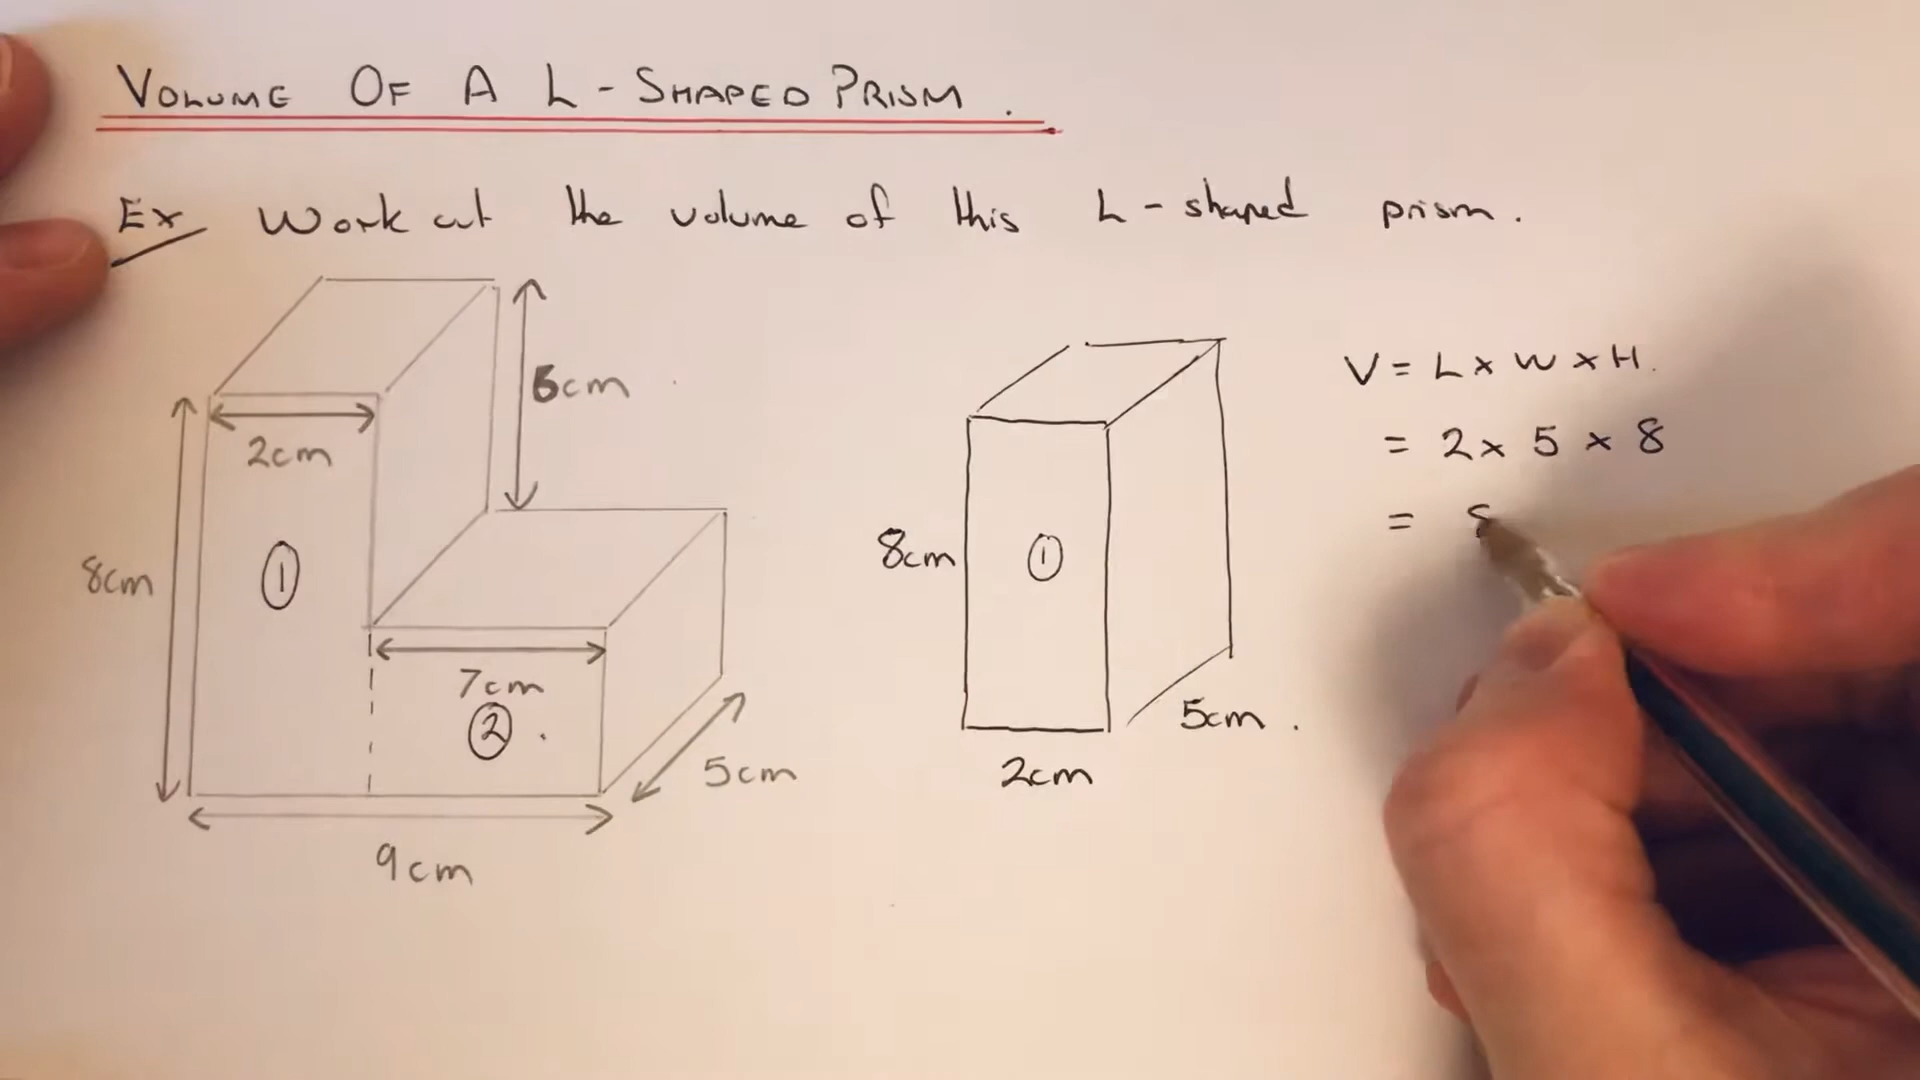 VOLUME OF A L-SHAPED PRISM.
Ex Work out the volume of this L-shaped prism.
2cm
8cm
①
7cm
②.
5cm
9cm
8cm
①
2cm
5cm.
V = L x W x H.
= 2 x 5 x 8
=